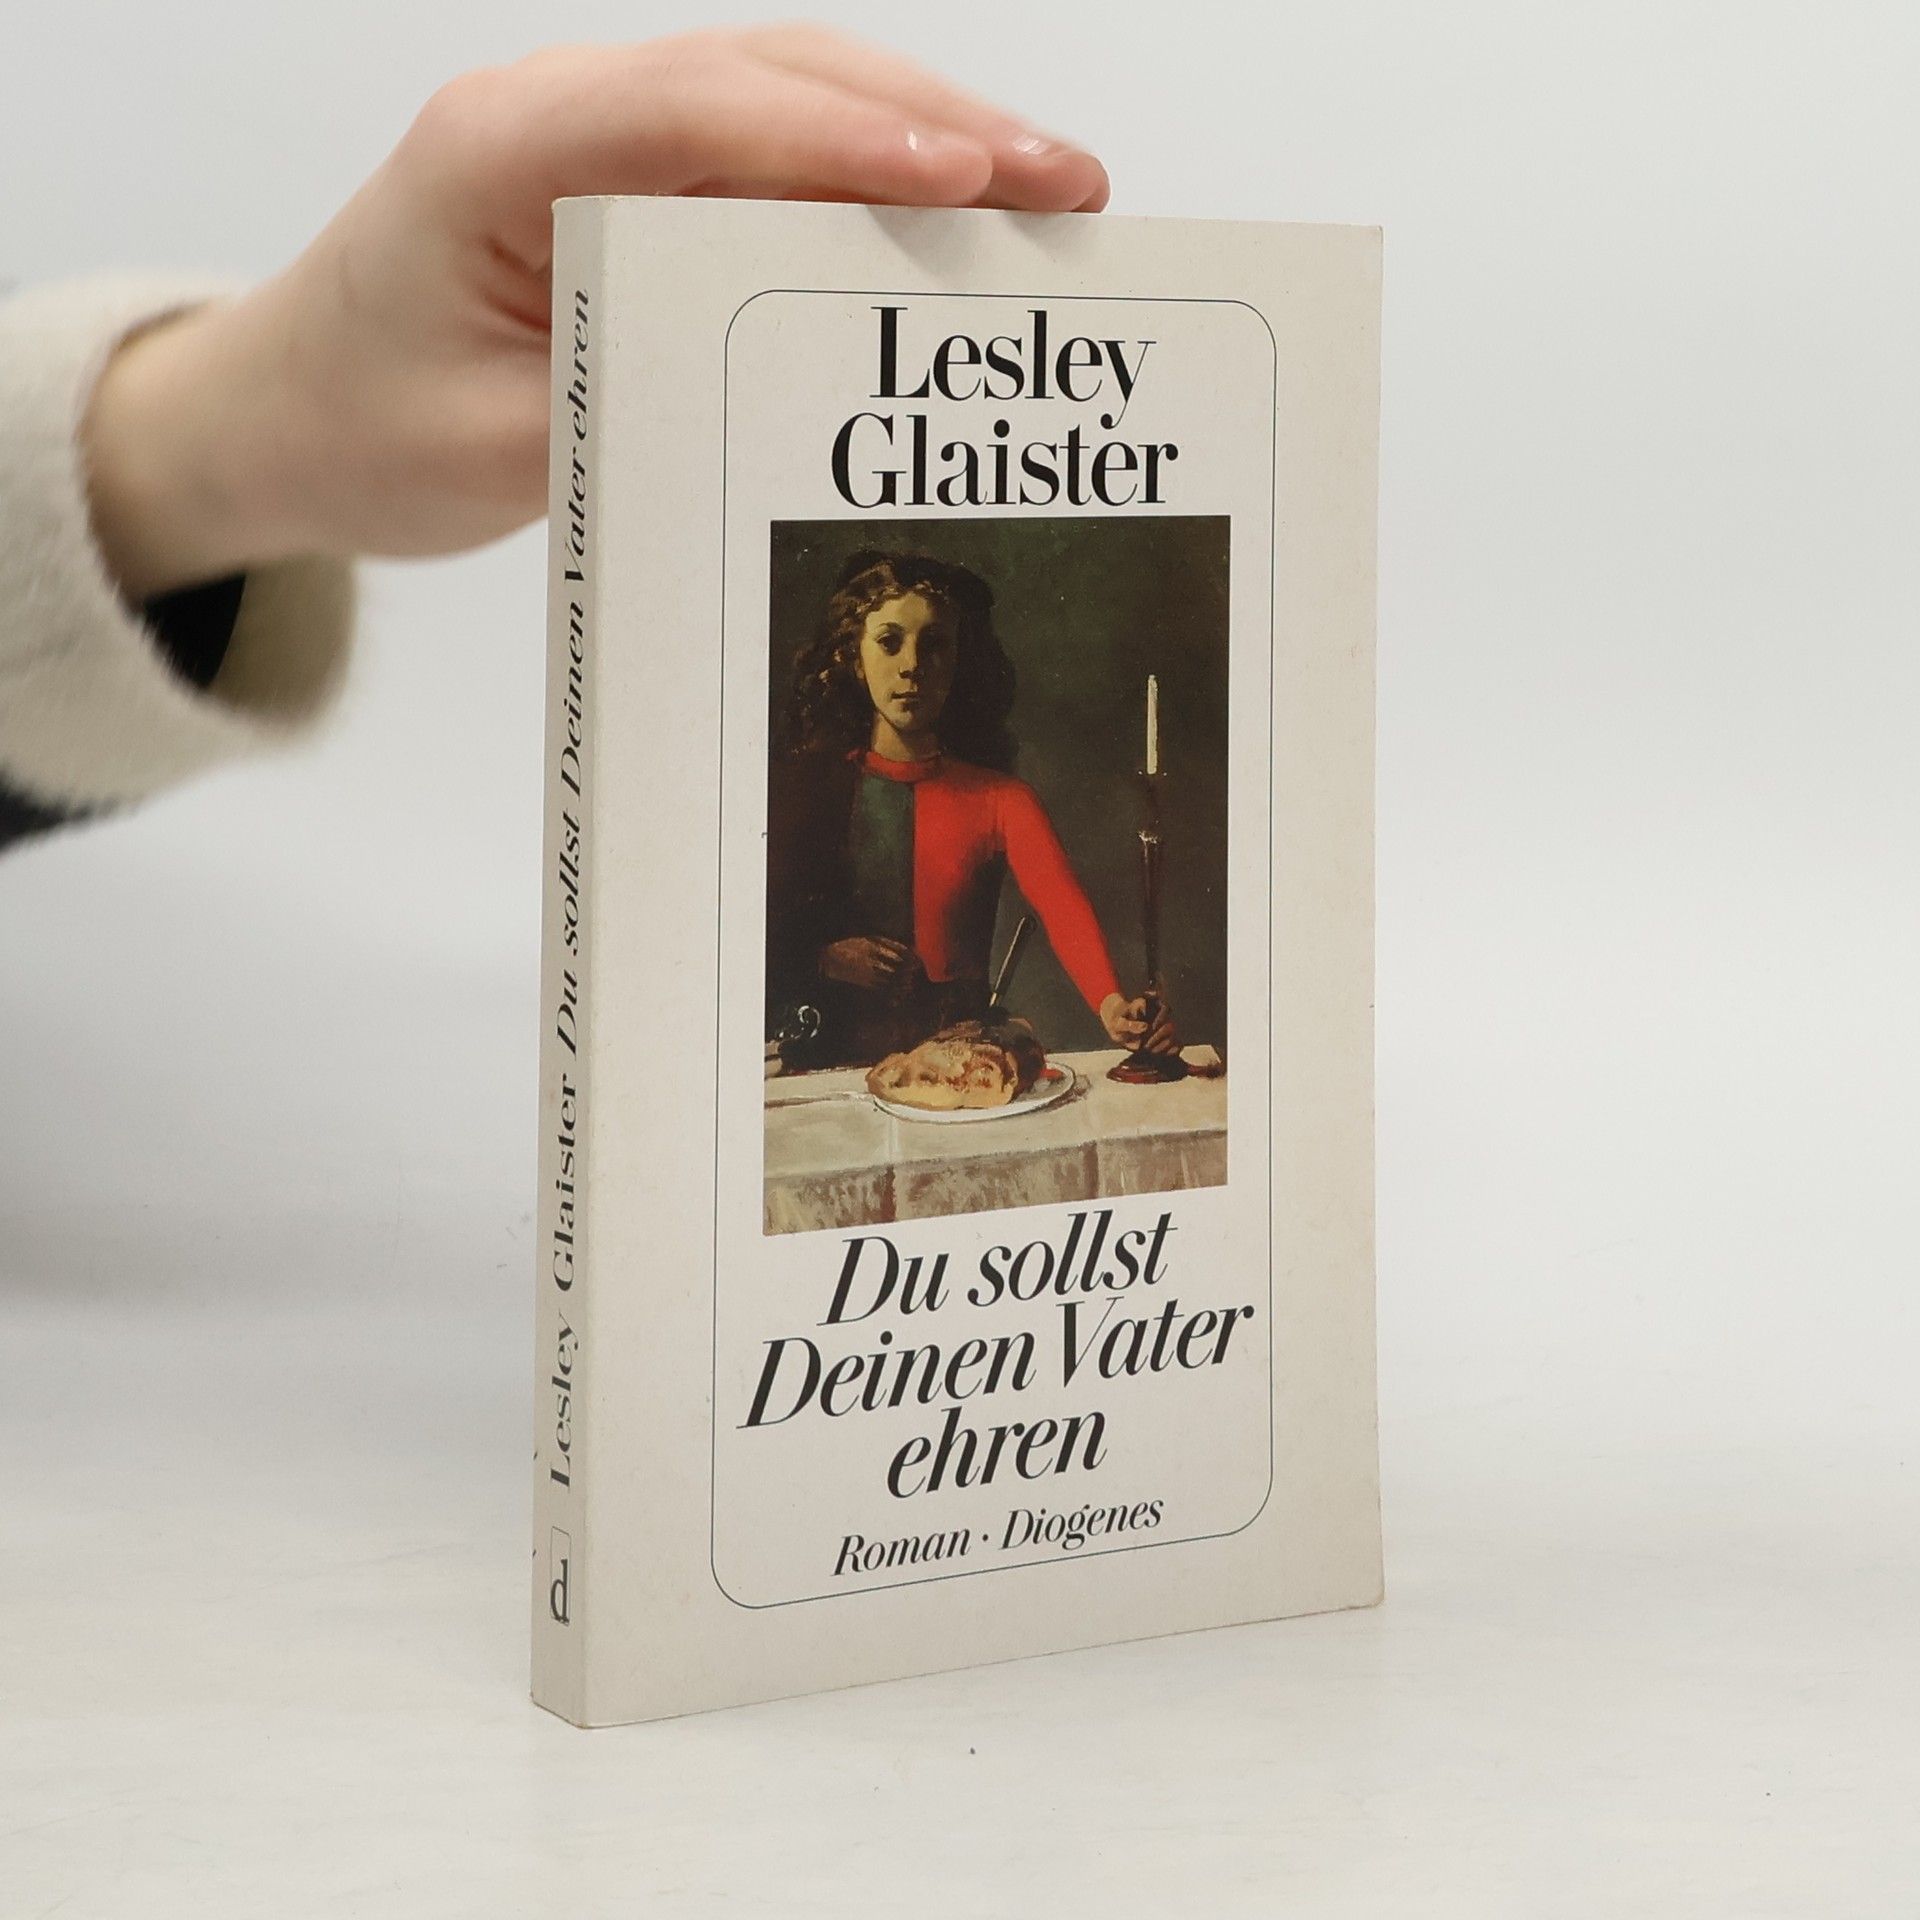 Lesley
Glaister
Du sollst
Deinen Vater
ehren
Roman · Diogenes
Lesley Glaister Du sollst Deinen Vater ehren
d